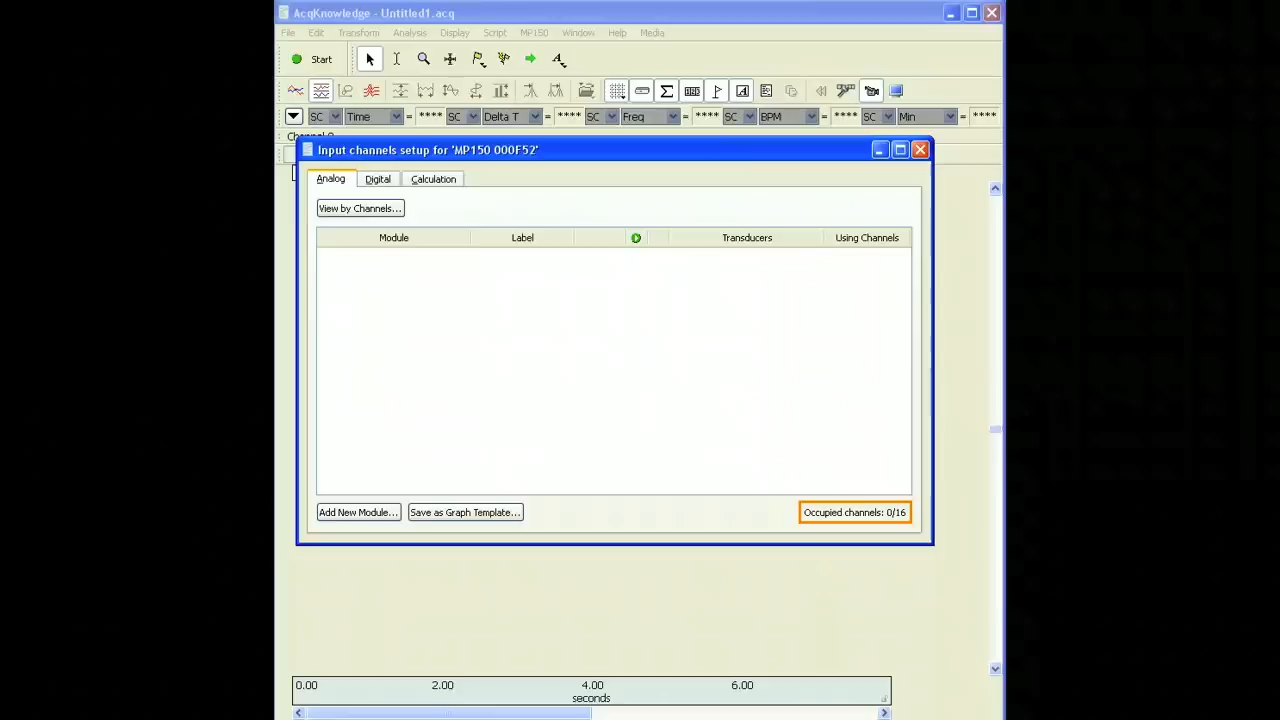 AcqKnowledge - Untitled1.acq
File Edit Transform Analysis Display Script MP150 Window Help Media
Start
SC Time = **** SC Delta T = **** SC Freq = **** SC BPM = **** SC Min = ****
Input channels setup for 'MP150 000F52'
Analog Digital Calculation
View by Channels...
Module Label Transducers Using Channels
Add New Module... Save as Graph Template... Occupied channels: 0/16
0.00 2.00 4.00 6.00
seconds